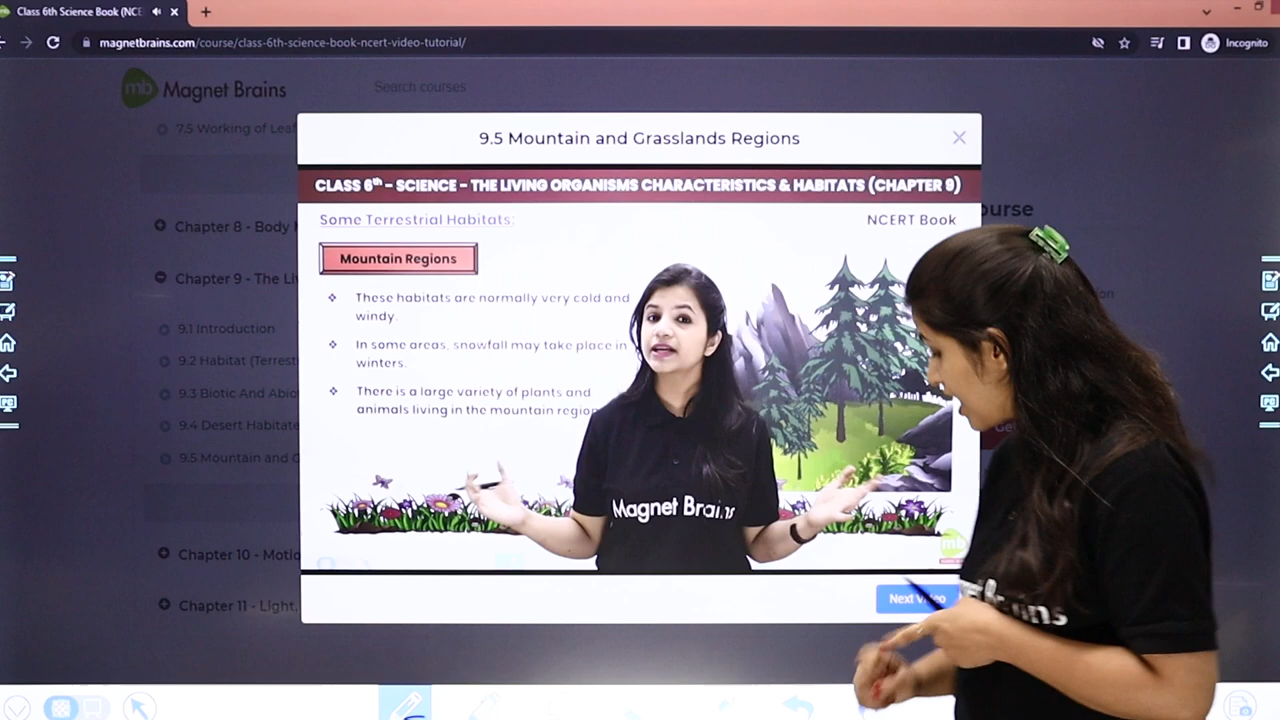 Class 6th Science Book (NCE
magnetbrains.com/course/class-6th-science-book-ncert-video-tutorial/
Incognito
mb Magnet Brains
Search courses
7.5 Working of Leaf
Chapter 8 - Body
Chapter 9 - The Li
9.1 Introduction
9.2 Habitat (Terrest
9.3 Biotic And Abio
9.4 Desert Habitate
9.5 Mountain and G
Chapter 10 - Motio
Chapter 11 - Light,
ourse
9.5 Mountain and Grasslands Regions
CLASS 6th - SCIENCE - THE LIVING ORGANISMS CHARACTERISTICS & HABITATS (CHAPTER 9)
Some Terrestrial Habitats:
NCERT Book
Mountain Regions
These habitats are normally very cold and
windy.
In some areas, snowfall may take place in
winters.
There is a large variety of plants and
animals living in the mountain region
Magnet Brains
mb
Next Video